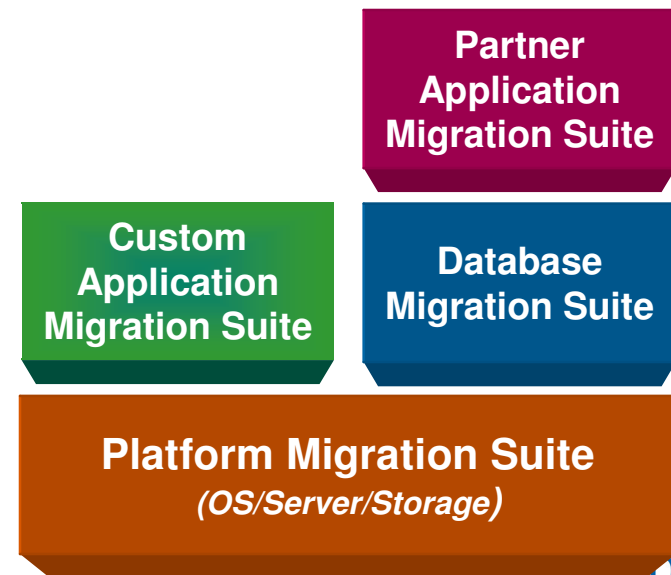 Partner
Application
Migration Suite
Custom
Application
Migration Suite
Database
Migration Suite
Platform Migration Suite
(OS/Server/Storage)